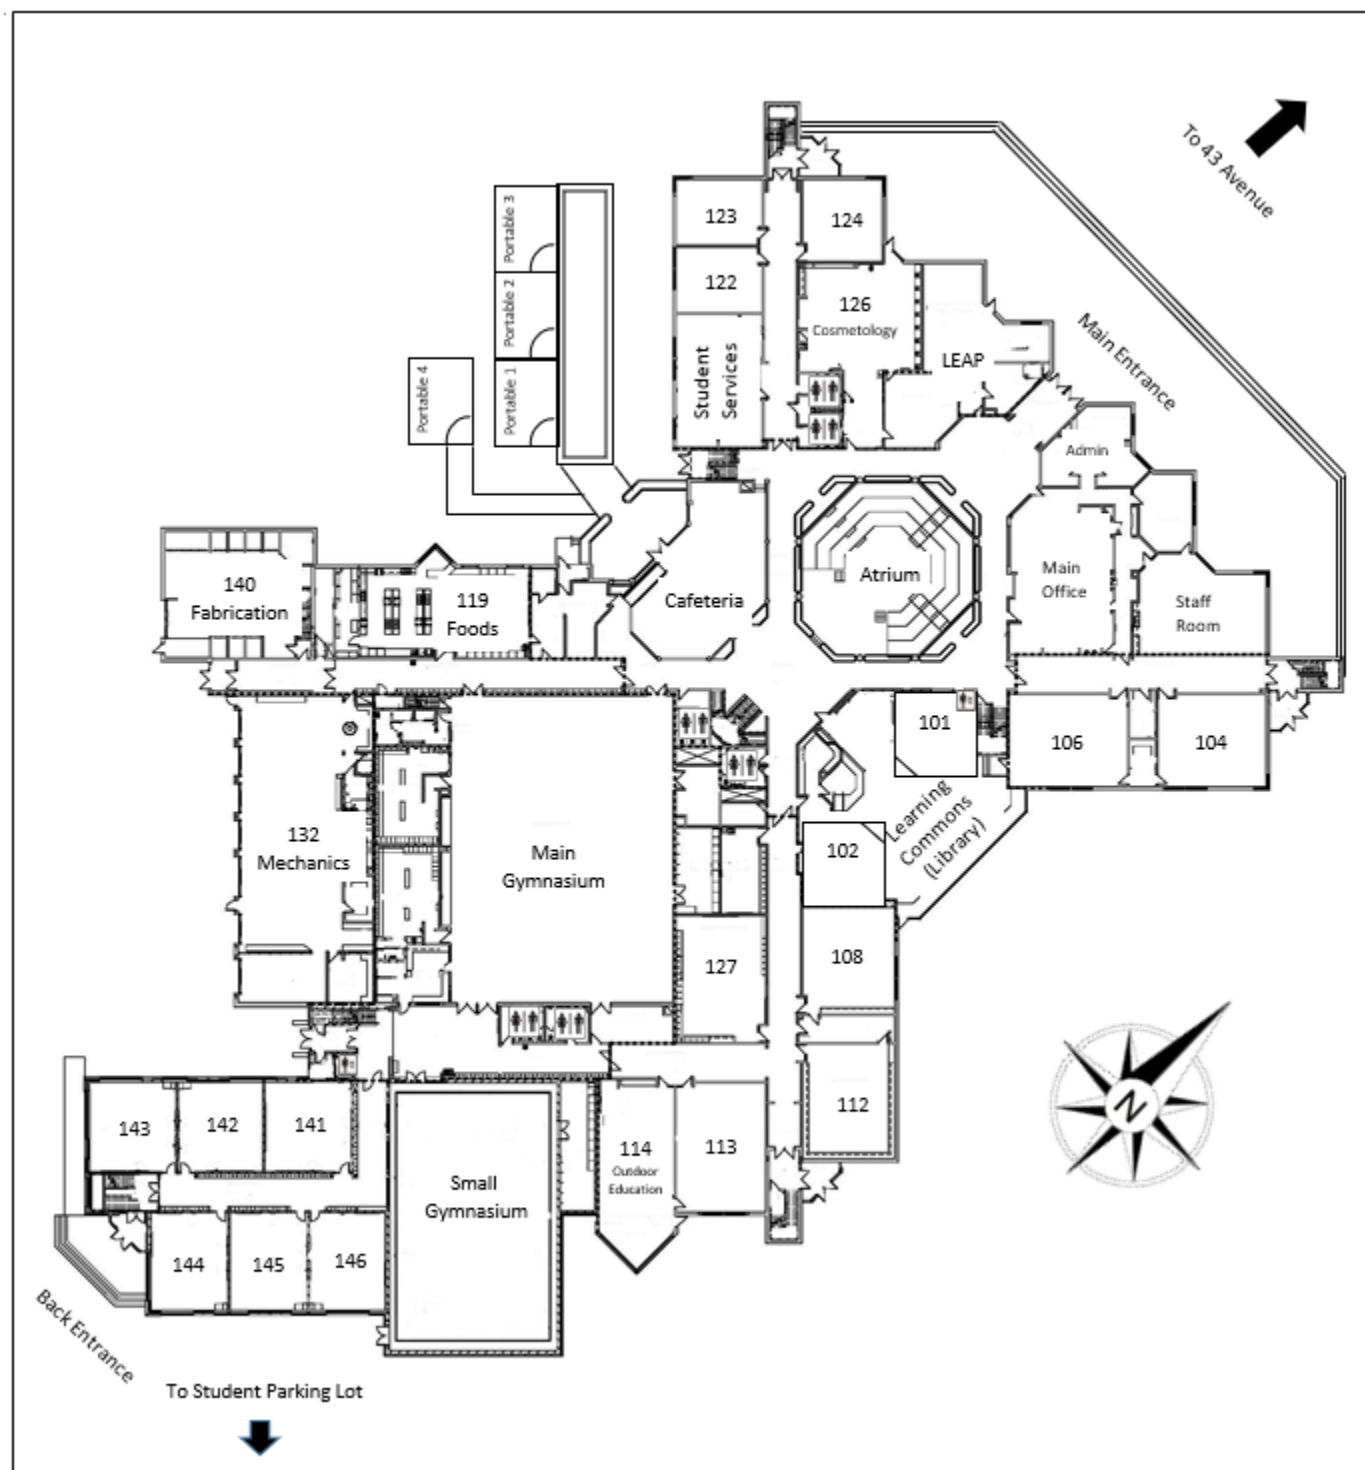 To 43 Avenue
Main Entrance
123
124
122
126
Cosmetology
Student
Services
LEAP
Portable 3
Portable 2
Portable 1
Portable 4
Admin
Main
Office
Staff
Room
Atrium
Cafeteria
140
Fabrication
119
Foods
101
106
104
Learning
Commons
(Library)
102
132
Mechanics
Main
Gymnasium
127
108
112
N
143
142
141
114
Outdoor
Education
113
Small
Gymnasium
144
145
146
Back Entrance
To Student Parking Lot